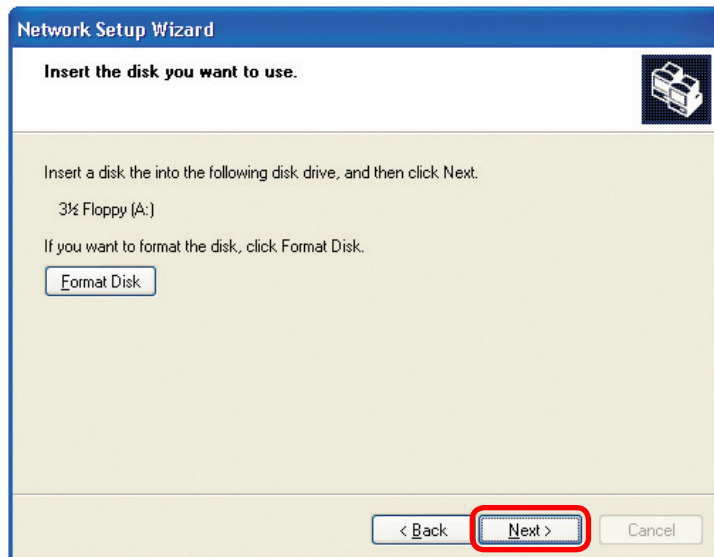 Network Setup Wizard
Insert the disk you want to use.
Insert a disk the into the following disk drive, and then click Next.
3½ Floppy (A:)
If you want to format the disk, click Format Disk.
Format Disk
< Back Next > Cancel